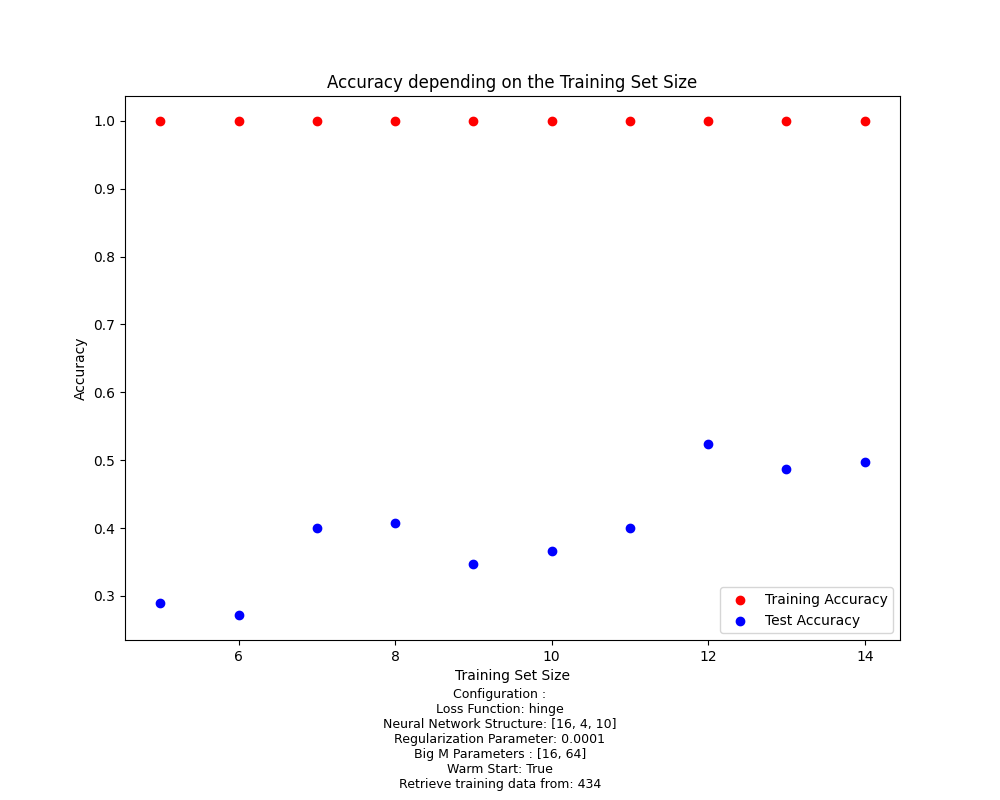 Accuracy depending on the Training Set Size
1.0
0.9
0.8
0.7
0.6
0.5
0.4
0.3
Accuracy
Training Accuracy
Test Accuracy
6 8 10 12 14
Training Set Size
Configuration :
Loss Function: hinge
Neural Network Structure: [16, 4, 10]
Regularization Parameter: 0.0001
Big M Parameters : [16, 64]
Warm Start: True
Retrieve training data from: 434